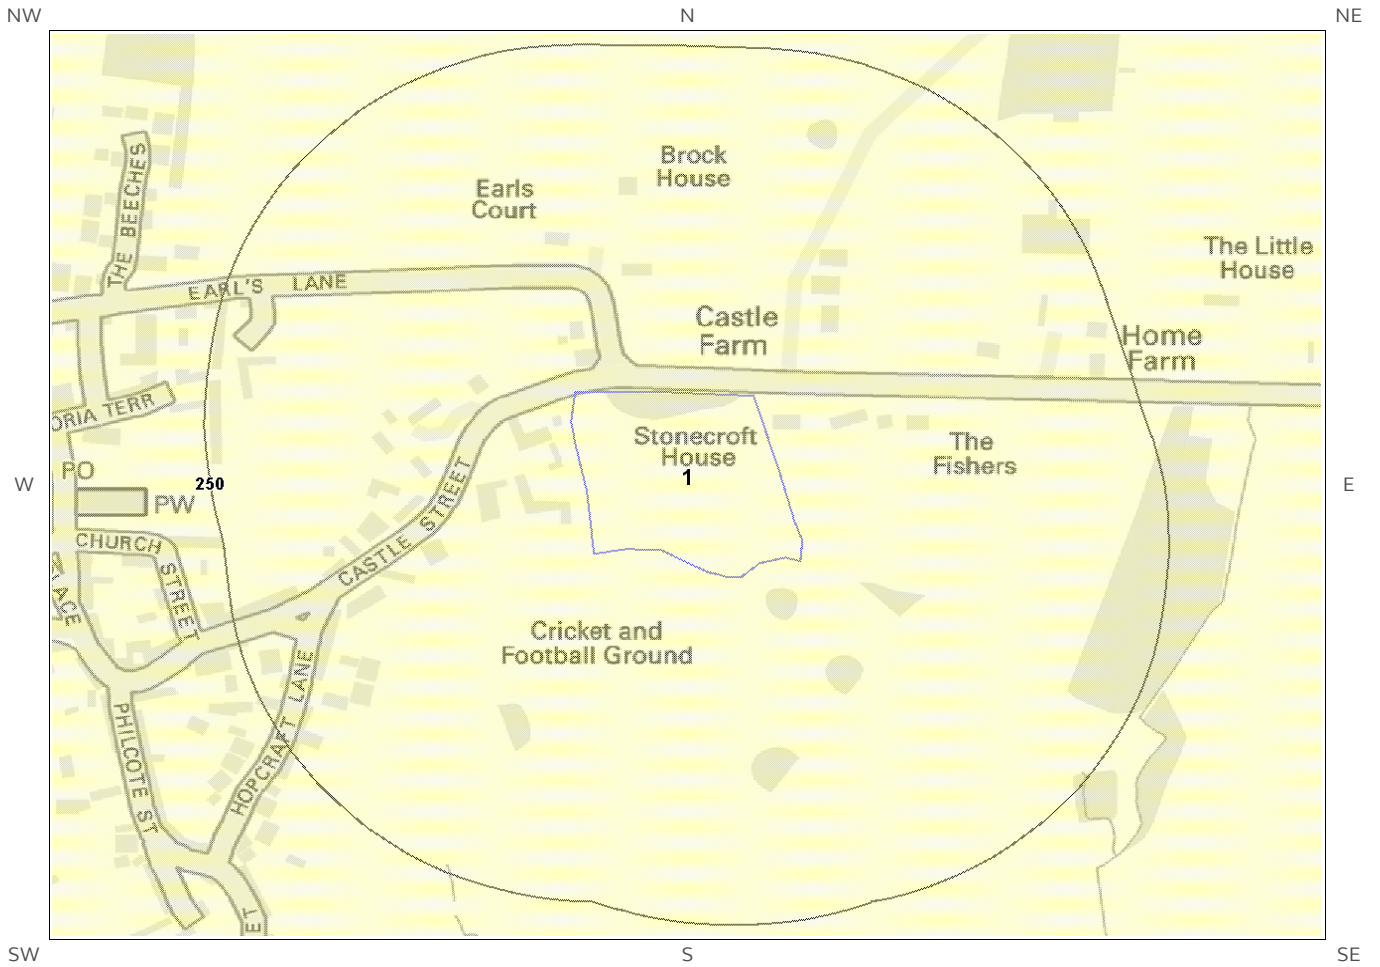 NW
N
NE
Brock
House
Earls
Court
THE BEECHES
The Little
House
EARL'S LANE
Castle
Farm
Home
Farm
ORIA TERR
Stonecroft
House
1
The
Fishers
PO
W
250
E
PW
CASTLE STREET
CHURCH STREET
LACE
Cricket and
Football Ground
HOPCRAFT LANE
PHILCOTE ST
ET
SW
S
SE